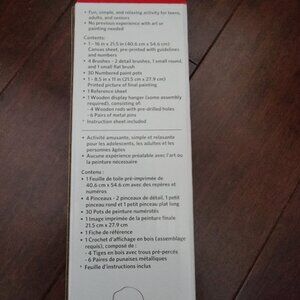 • Fun, simple, and relaxing activity for teens,
adults, and seniors
• No previous experience with art or
painting needed
Contents:
• 1 - 16 in x 21.5 in (40.6 cm x 54.6 cm)
Canvas sheet, pre-printed with guidelines
and numbers
• 4 Brushes - 2 detail brushes, 1 small round,
and 1 small flat brush
• 30 Numbered paint pots
• 1 - 8.5 in x 11 in (21.5 cm x 27.9 cm)
Printed picture of final painting
• 1 Reference sheet
• 1 Wooden display hanger (some assembly
required), consisting of:
- 4 Wooden rods with pre-drilled holes
- 6 Pairs of metal pins
* Instruction sheet included
• Activité amusante, simple et relaxante
pour les adolescents, les adultes et les
personnes âgées
• Aucune expérience préalable avec l'art ou
la peinture nécessaire
Contenu :
• 1 Feuille de toile pré-imprimée de
40.6 cm x 54.6 cm avec des repères et
numéros
• 4 Pinceaux - 2 pinceaux de détail, 1 petit
pinceau rond et 1 petit pinceau plat long
• 30 Pots de peinture numérotés
• 1 Image imprimée de la peinture finale
21.5 cm x 27.9 cm
• 1 Fiche de référence
• 1 Crochet d'affichage en bois (assemblage
requis), composé de :
- 4 Tiges en bois avec trous pré-percés
- 6 Paires de punaises métalliques
* Feuille d'instructions inclus